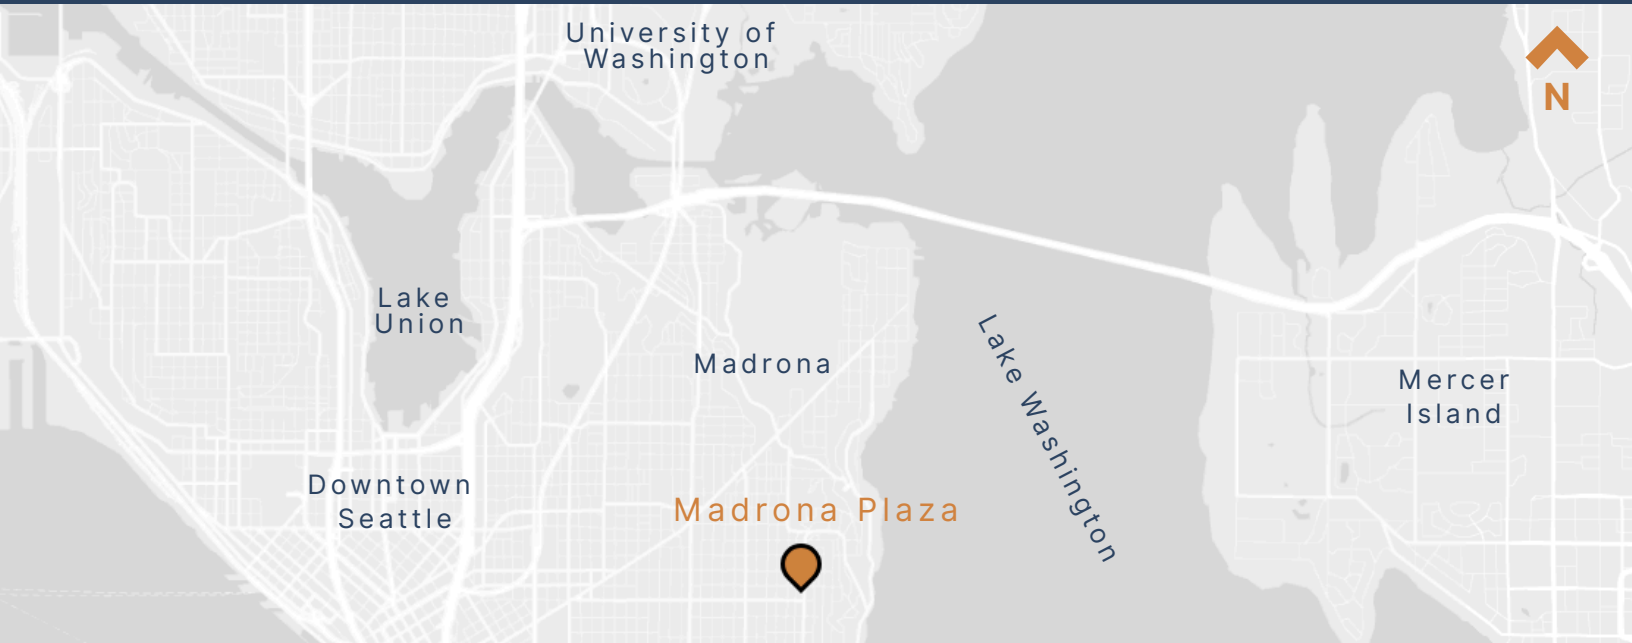 University of
Washington
N
Lake
Union
Madrona
Lake Washington
Mercer
Island
Downtown
Seattle
Madrona Plaza